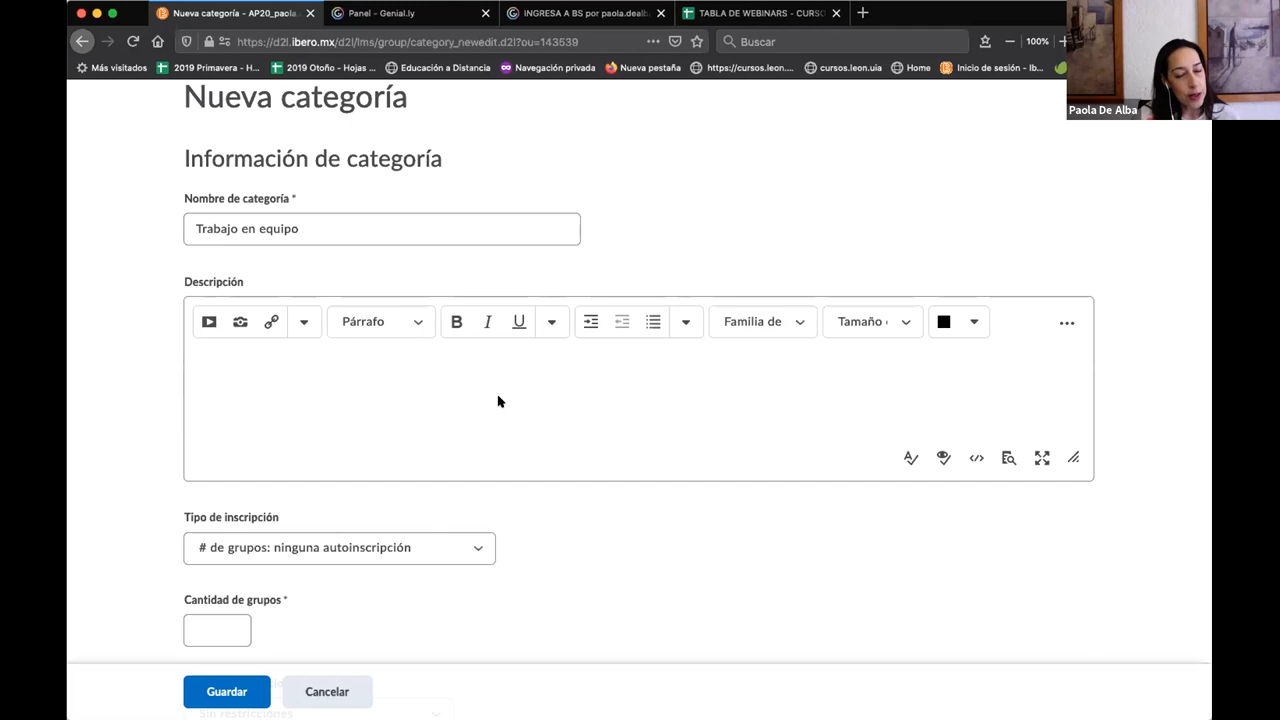 Nueva categoría - AP20_paola.
Panel - Genial.ly
INGRESA A BS por paola.dealb
TABLA DE WEBINARS - CURSO
https://d2l.ibero.mx/d2l/lms/group/category_newedit.d2l?ou=143539
Buscar
100%
Más visitados
2019 Primavera - H...
2019 Otoño - Hojas ...
Educación a Distanc...
Navegación privada
Nueva pestaña
https://cursos.leon....
cursos.leon.uia
Home
Inicio de sesión - Ib...
Paola De Alba
Nueva categoría
Información de categoría
Nombre de categoría *
Trabajo en equipo
Descripción
Párrafo
B I U
Familia de
Tamaño
Tipo de inscripción
# de grupos: ninguna autoinscripción
Cantidad de grupos *
Guardar
Cancelar
Sin restricciones